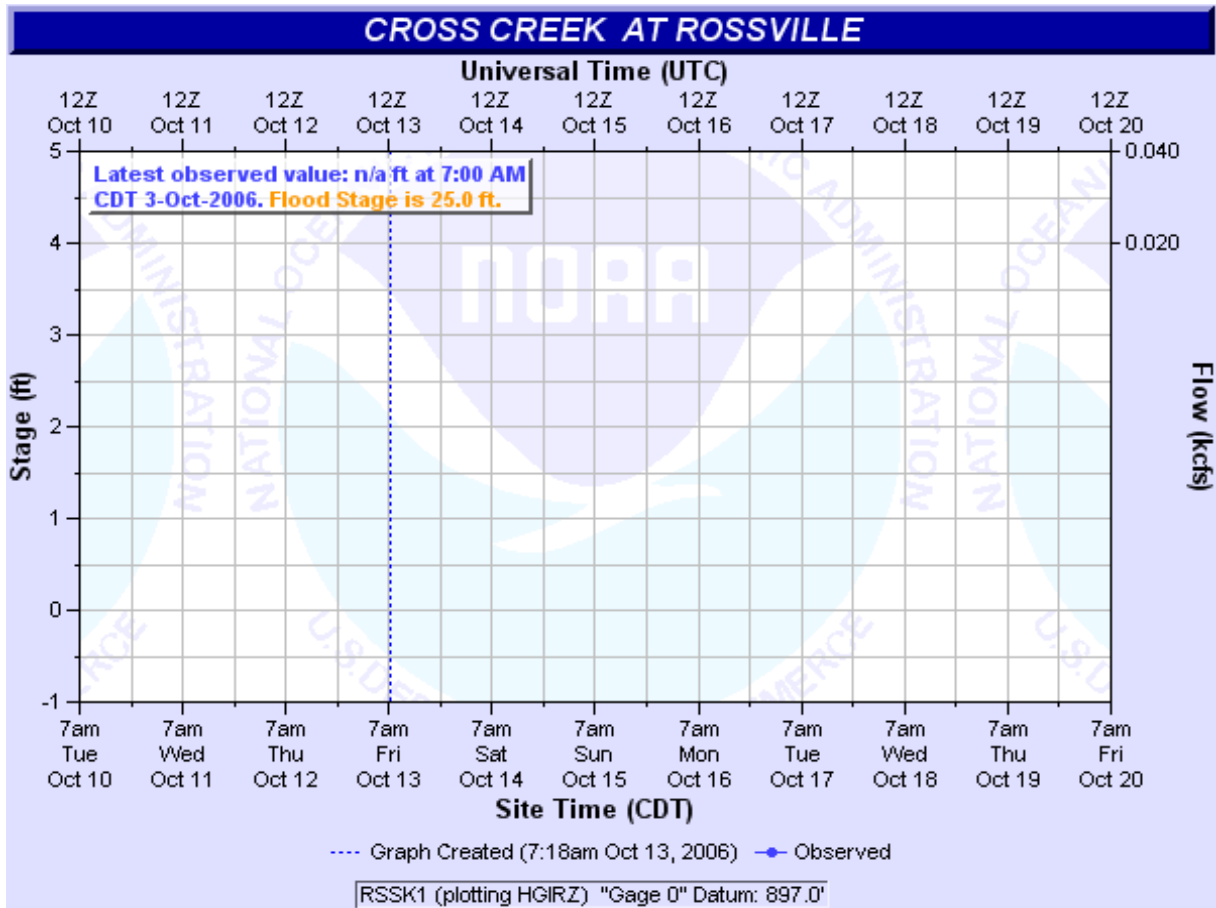 CROSS CREEK AT ROSSVILLE
Universal Time (UTC)
12Z 12Z 12Z 12Z 12Z 12Z 12Z 12Z 12Z 12Z 12Z
Oct 10 Oct 11 Oct 12 Oct 13 Oct 14 Oct 15 Oct 16 Oct 17 Oct 18 Oct 19 Oct 20
Latest observed value: n/a ft at 7:00 AM
CDT 3-Oct-2006. Flood Stage is 25.0 ft.
5
4
3
2
1
0
-1
Stage (ft)
0.040
0.020
Flow (kcfs)
NOAA
NATIONAL OCEANIC ADMINISTRATION
U.S.
7am 7am 7am 7am 7am 7am 7am 7am 7am 7am 7am
Tue Wed Thu Fri Sat Sun Mon Tue Wed Thu Fri
Oct 10 Oct 11 Oct 12 Oct 13 Oct 14 Oct 15 Oct 16 Oct 17 Oct 18 Oct 19 Oct 20
Site Time (CDT)
---- Graph Created (7:18am Oct 13, 2006) Observed
RSSK1 (plotting HGIRZ) "Gage 0" Datum: 897.0'